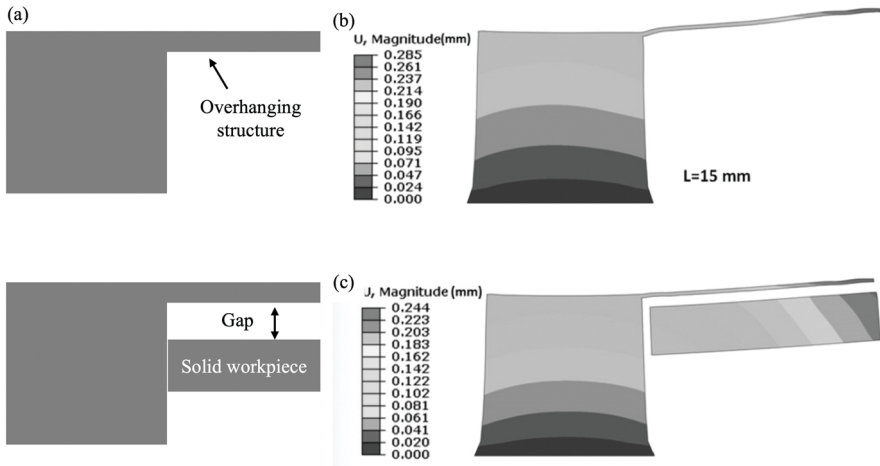 (a)
Overhanging
structure
(b)
U, Magnitude(mm)
0.285
0.261
0.237
0.214
0.190
0.166
0.142
0.119
0.095
0.071
0.047
0.024
0.000
L=15 mm
Gap
Solid workpiece
(c)
U, Magnitude (mm)
0.244
0.223
0.203
0.183
0.162
0.142
0.122
0.102
0.081
0.061
0.041
0.020
0.000